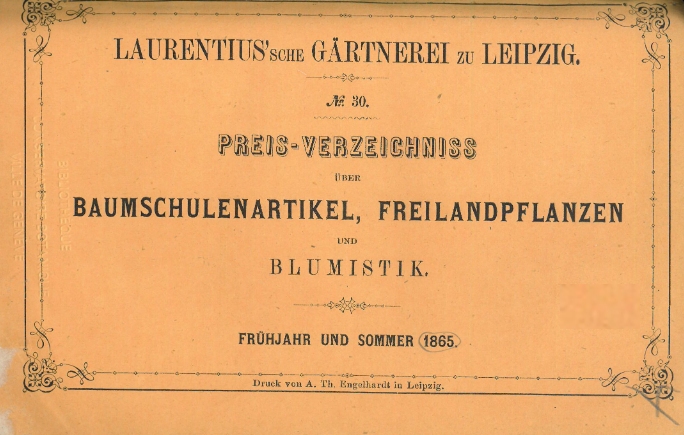 LAURENTIUS'SCHE GÄRTNEREI ZU LEIPZIG.
№ 30.
PREIS-VERZEICHNISS
ÜBER
BAUMSCHULENARTIKEL, FREILANDPFLANZEN
UND
BLUMISTIK.
FRÜHJAHR UND SOMMER 1865.
Druck von A. Th. Engelhardt in Leipzig.